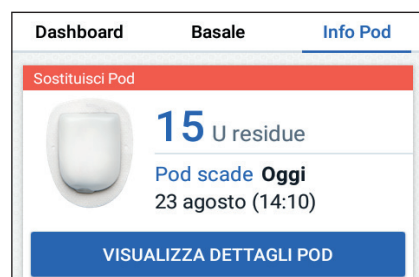 Dashboard Basale Info Pod
Sostituisci Pod
15 U residue
Pod scade Oggi
23 agosto (14:10)
VISUALIZZA DETTAGLI POD